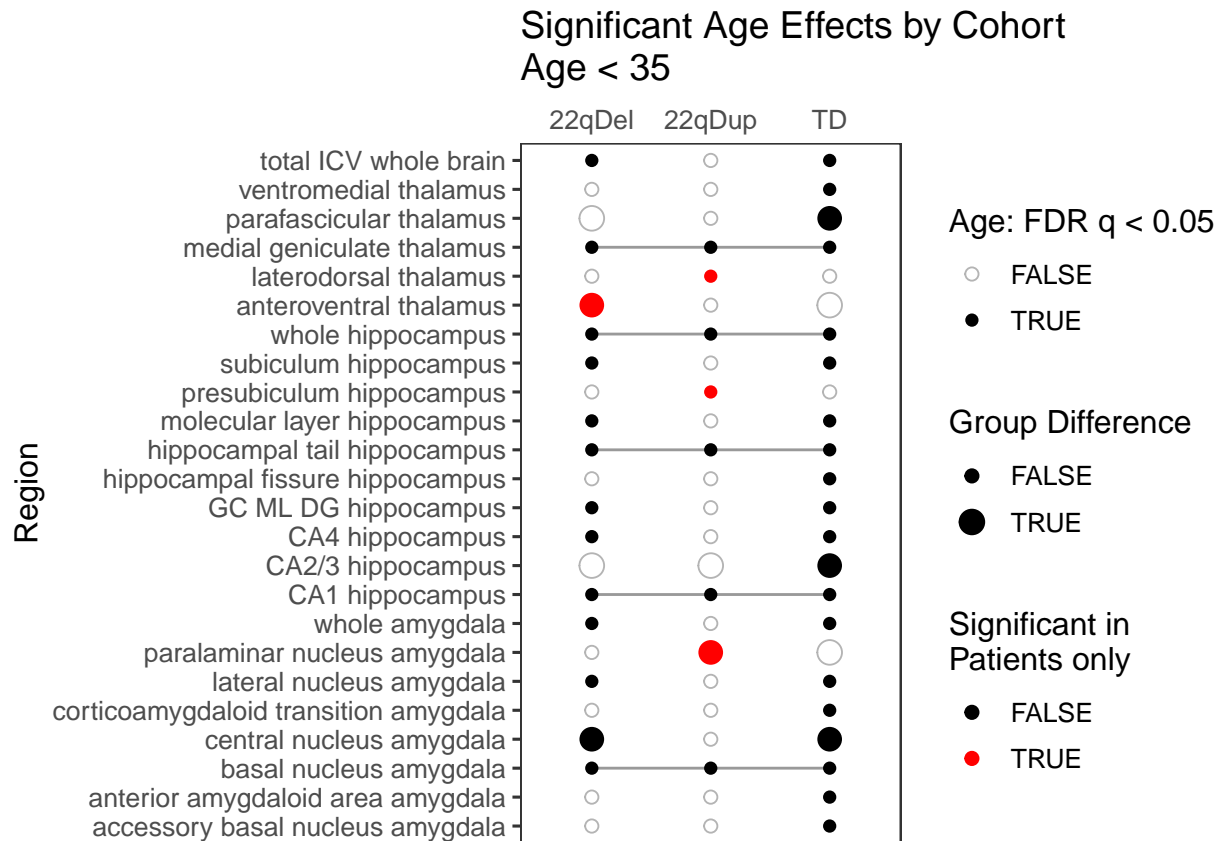 Significant Age Effects by Cohort
Age < 35
22qDel 22qDup TD
Region
total ICV whole brain
ventromedial thalamus
parafascicular thalamus
medial geniculate thalamus
laterodorsal thalamus
anteroventral thalamus
whole hippocampus
subiculum hippocampus
presubiculum hippocampus
molecular layer hippocampus
hippocampal tail hippocampus
hippocampal fissure hippocampus
GC ML DG hippocampus
CA4 hippocampus
CA2/3 hippocampus
CA1 hippocampus
whole amygdala
paralaminar nucleus amygdala
lateral nucleus amygdala
corticoamygdaloid transition amygdala
central nucleus amygdala
basal nucleus amygdala
anterior amygdaloid area amygdala
accessory basal nucleus amygdala
Age: FDR q < 0.05
FALSE
TRUE
Group Difference
FALSE
TRUE
Significant in
Patients only
FALSE
TRUE